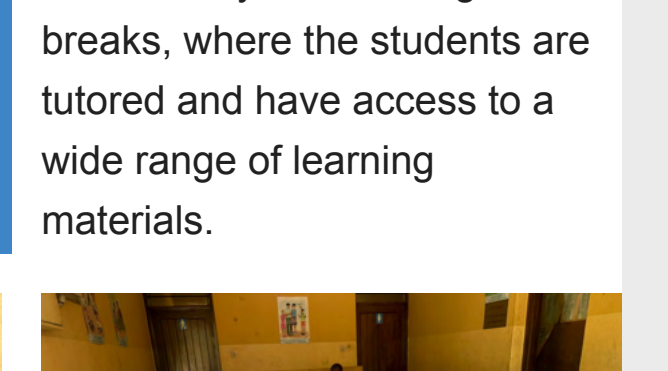 breaks, where the students are
tutored and have access to a
wide range of learning
materials.